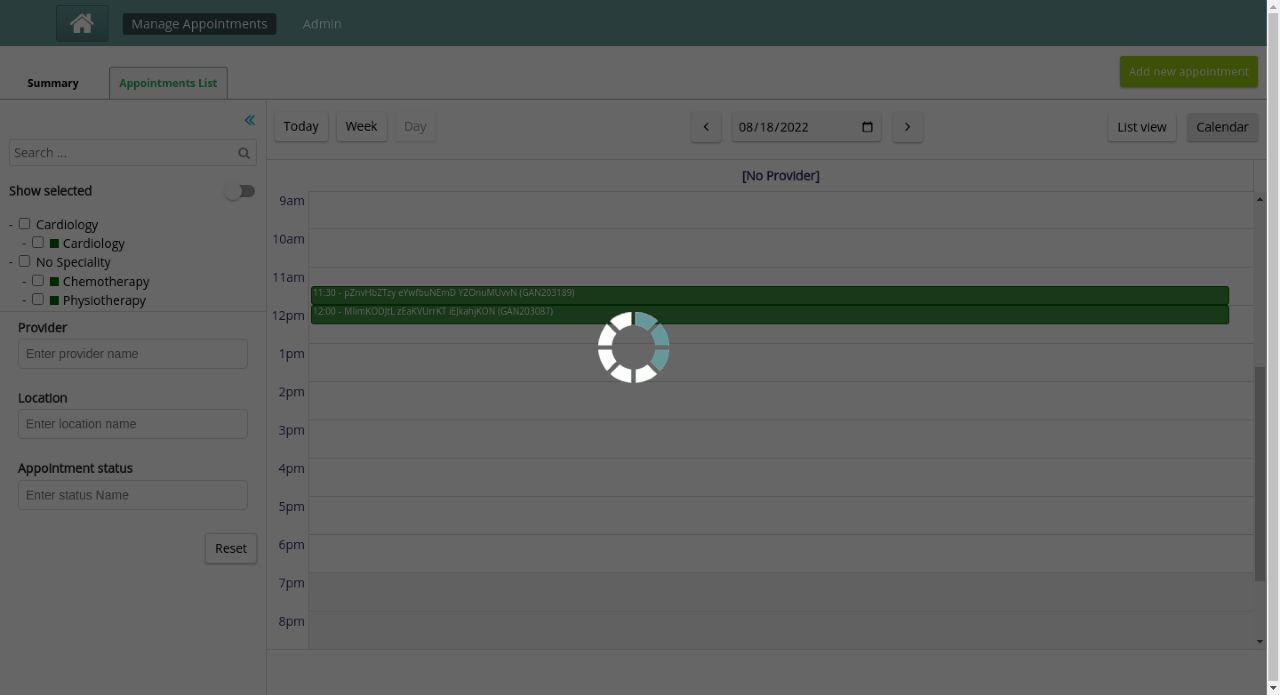 Manage Appointments
Admin
Summary
Appointments List
Add new appointment
Today
Week
Day
08/18/2022
List view
Calendar
Search ...
Show selected
- Cardiology
- Cardiology
- No Speciality
- Chemotherapy
- Physiotherapy
Provider
Enter provider name
Location
Enter location name
Appointment status
Enter status Name
Reset
[No Provider]
9am
10am
11am
11:30 - pZnvHbZTzy eYwfbuNEmD YZOnuMUvvN (GAN203189)
12pm
12:00 - MlimKODJtL zEaKVUrrKT iEJkahjKON (GAN203087)
1pm
2pm
3pm
4pm
5pm
6pm
7pm
8pm